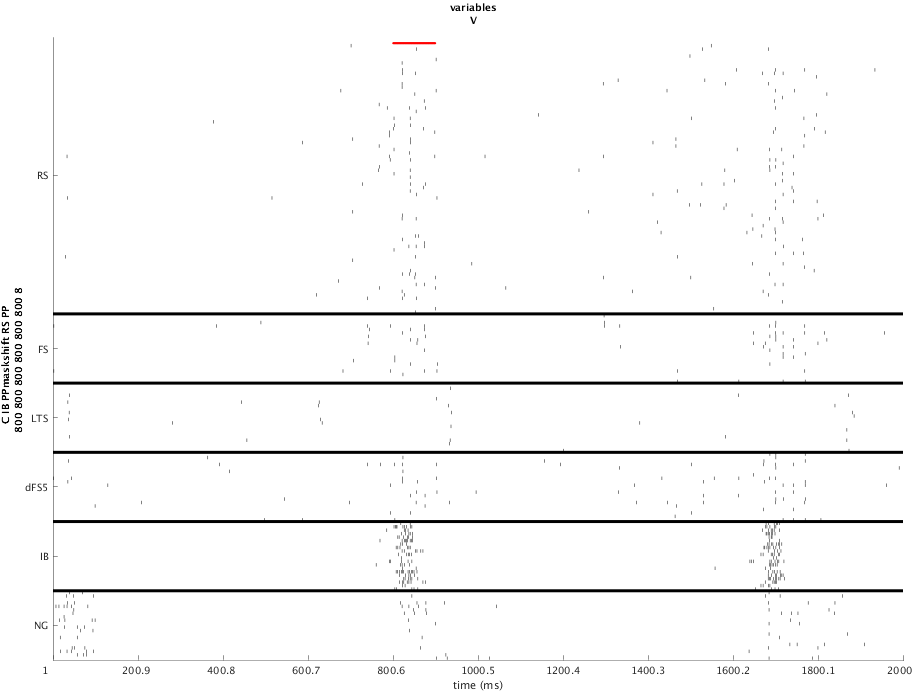 variables
V
C IB PPmaskshift RS PP
800 800 800 800 800 800 8
RS
FS
LTS
dFS5
IB
NG
1 200.9 400.8 600.7 800.6 1000.5 1200.4 1400.3 1600.2 1800.1 2000
time (ms)